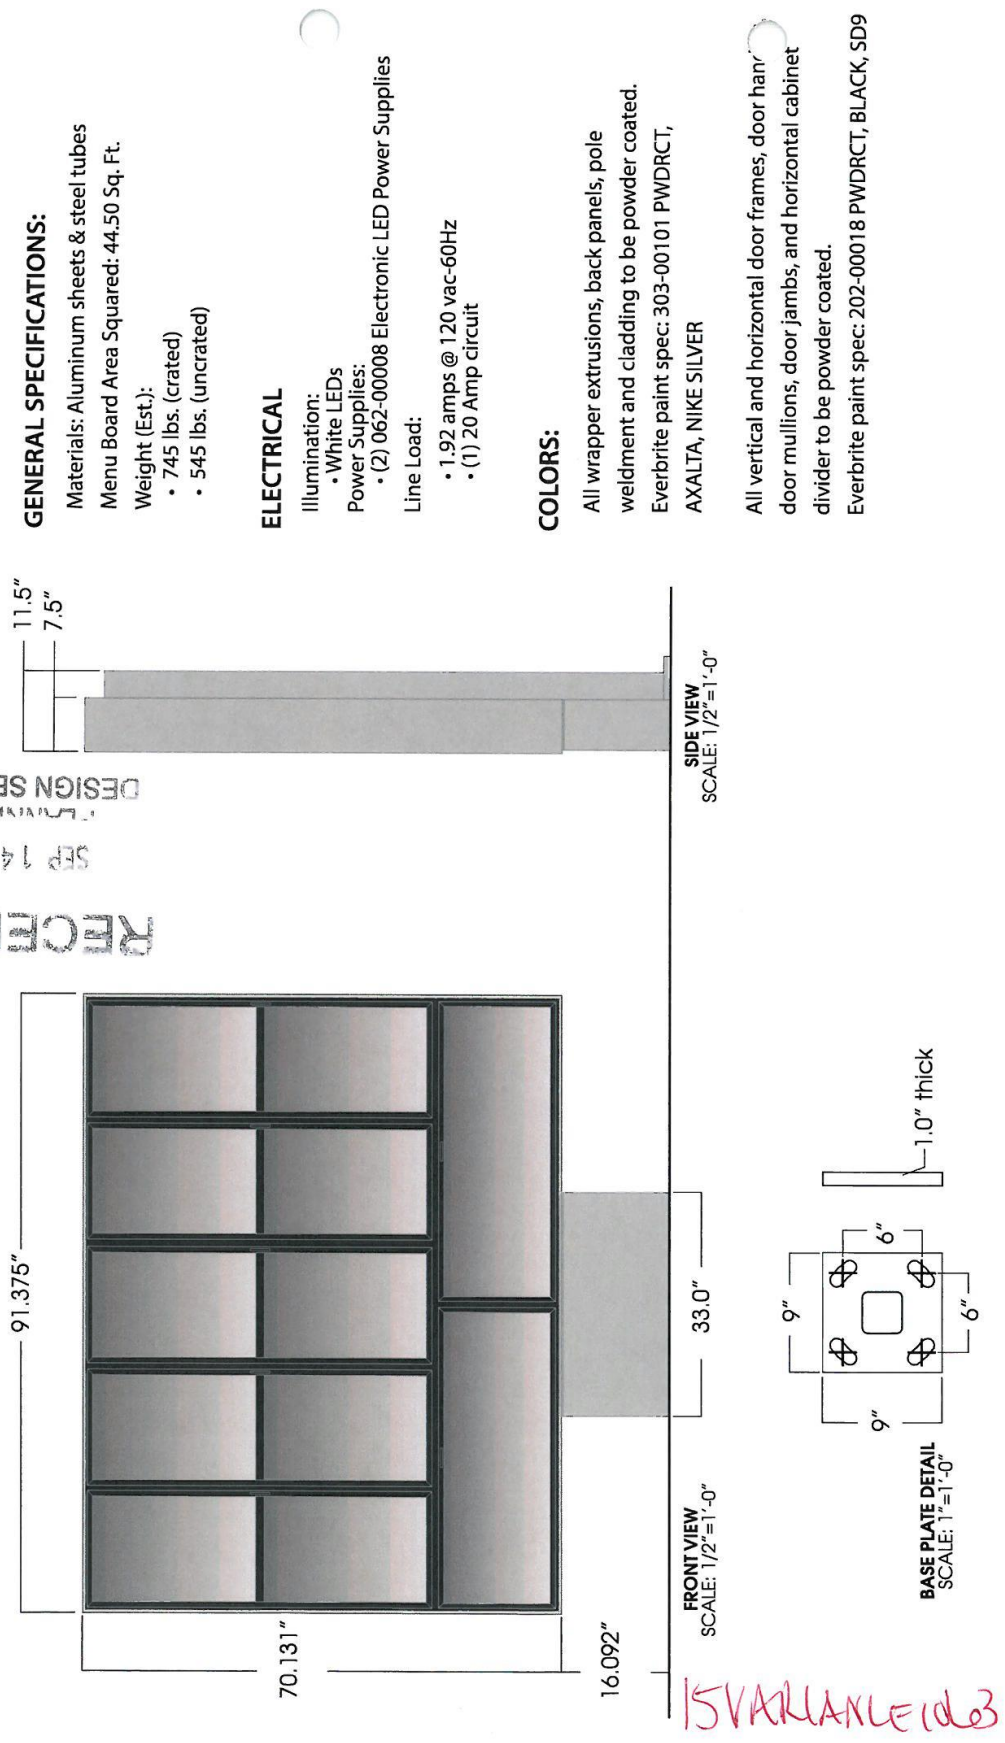 GENERAL SPECIFICATIONS:
Materials: Aluminum sheets & steel tubes
Menu Board Area Squared: 44.50 Sq. Ft.
Weight (Est.):
• 745 lbs. (crated)
• 545 lbs. (uncrated)
ELECTRICAL
Illumination:
• White LEDs
Power Supplies:
• (2) 062-00008 Electronic LED Power Supplies
Line Load:
• 1.92 amps @ 120 vac-60Hz
• (1) 20 Amp circuit
COLORS:
All wrapper extrusions, back panels, pole
weldment and cladding to be powder coated.
Everbrite paint spec: 303-00101 PWDRCT,
AXALTA, NIKE SILVER
All vertical and horizontal door frames, door
door mullions, door jambs, and horizontal cabinet
divider to be powder coated.
Everbrite paint spec: 202-00018 PWDRCT, BLACK, SD9
11.5"
7.5"
SIDE VIEW
SCALE: 1/2"=1'-0"
DESIGN SE
SEP 14
RECE
91.375"
70.131"
16.092"
33.0"
FRONT VIEW
SCALE: 1/2"=1'-0"
9"
9"
6"
6"
1.0" thick
BASE PLATE DETAIL
SCALE: 1"=1'-0"
15VARIANCE1063